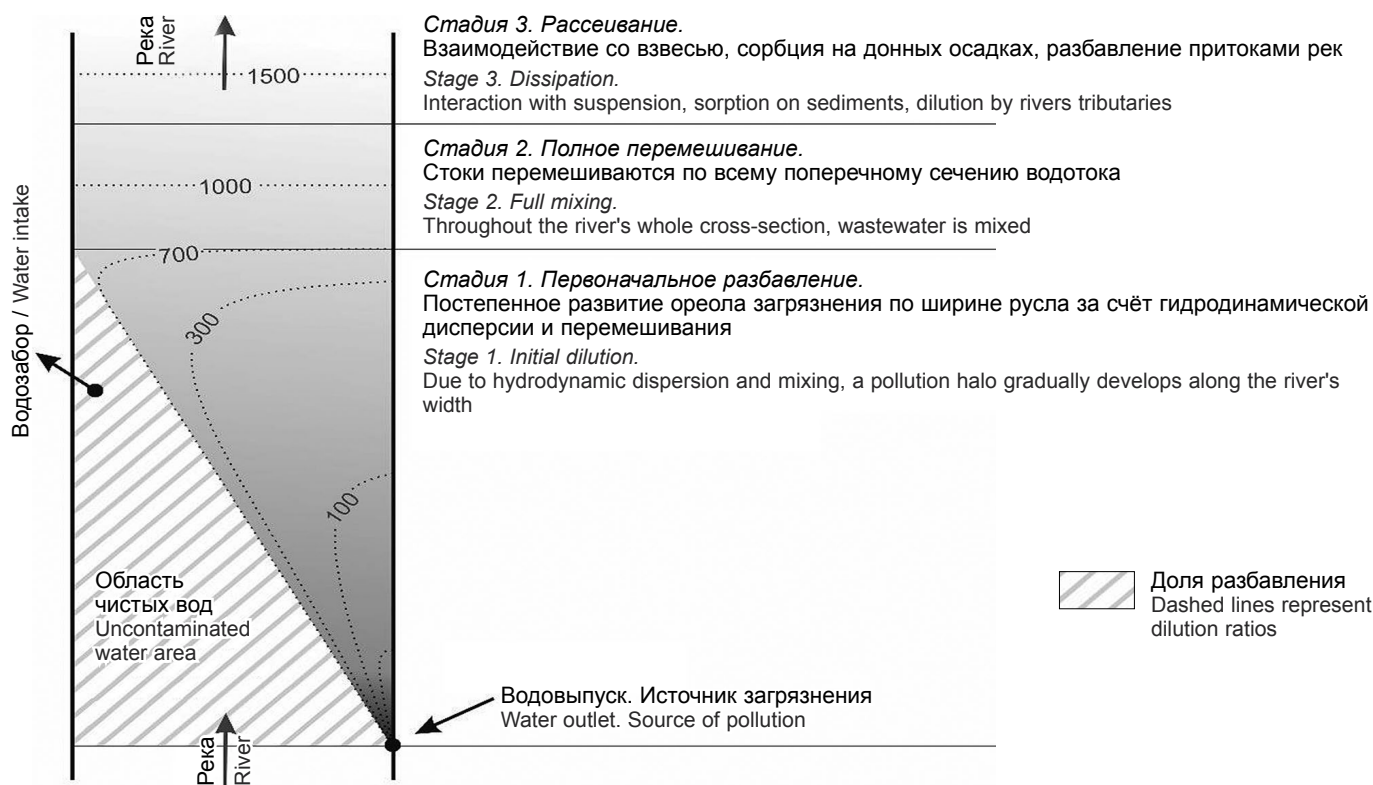 Река
River
1500
Стадия 3. Рассеивание.
Взаимодействие со взвесью, сорбция на донных осадках, разбавление притоками рек
Stage 3. Dissipation.
Interaction with suspension, sorption on sediments, dilution by rivers tributaries
1000
Стадия 2. Полное перемешивание.
Стоки перемешиваются по всему поперечному сечению водотока
Stage 2. Full mixing.
Throughout the river's whole cross-section, wastewater is mixed
700
Стадия 1. Первоначальное разбавление.
Постепенное развитие ореола загрязнения по ширине русла за счёт гидродинамической
дисперсии и перемешивания
Stage 1. Initial dilution.
Due to hydrodynamic dispersion and mixing, a pollution halo gradually develops along the river's
width
300
Водозабор / Water intake
100
Область
чистых вод
Uncontaminated
water area
Доля разбавления
Dashed lines represent
dilution ratios
Водовыпуск. Источник загрязнения
Water outlet. Source of pollution
Река
River